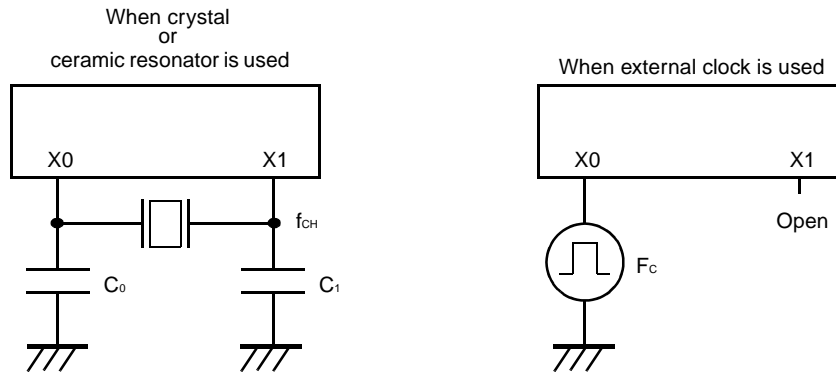 When crystal
or
ceramic resonator is used
X0 X1
fCH
C0 C1
When external clock is used
X0 X1
Open
FC